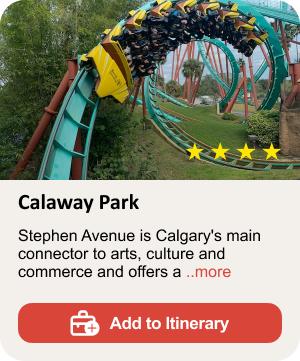 Calaway Park
Stephen Avenue is Calgary's main
connector to arts, culture and
commerce and offers a ..more
Add to Itinerary